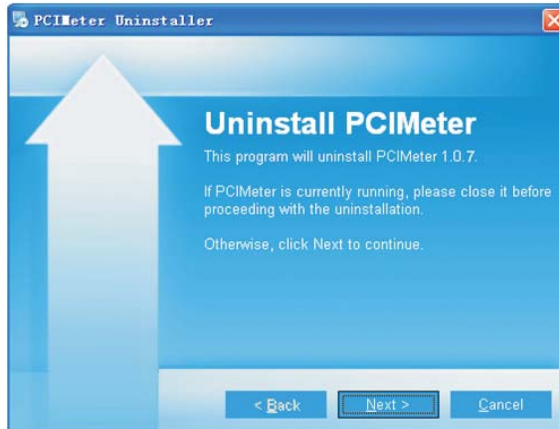 PCIMeter Uninstaller
Uninstall PCIMeter
This program will uninstall PCIMeter 1.0.7.
If PCIMeter is currently running, please close it before
proceeding with the uninstallation.
Otherwise, click Next to continue.
< Back
Next >
Cancel